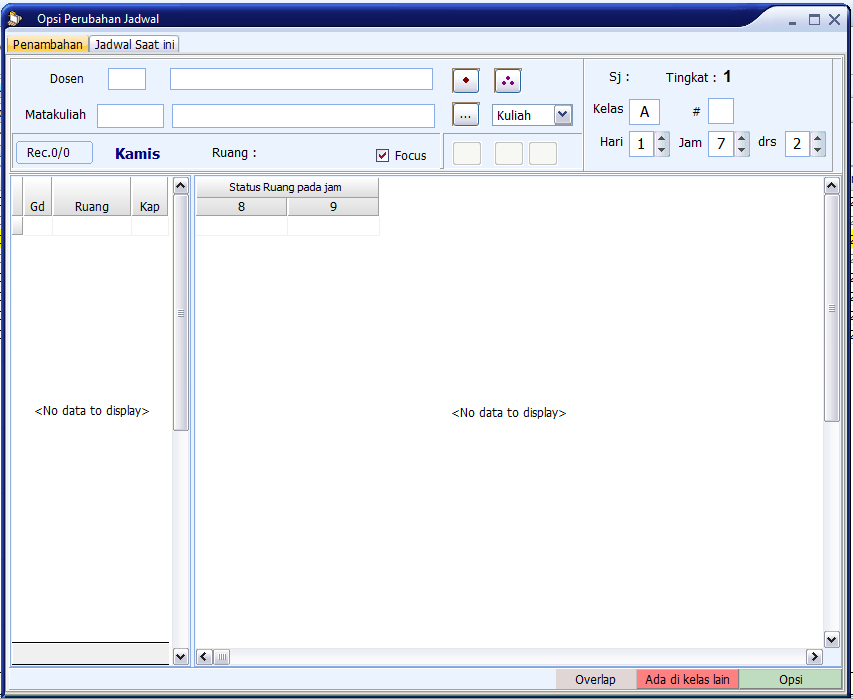 Opsi Perubahan Jadwal
Penambahan Jadwal Saat ini
Dosen Sj : Tingkat : 1
Matakuliah ... Kuliah Kelas A #
Hari 1 Jam 7 drs 2
Rec.0/0 Kamis Ruang : Focus
Status Ruang pada jam
Gd Ruang Kap 8 9
<No data to display> <No data to display>
Overlap Ada di kelas lain Opsi